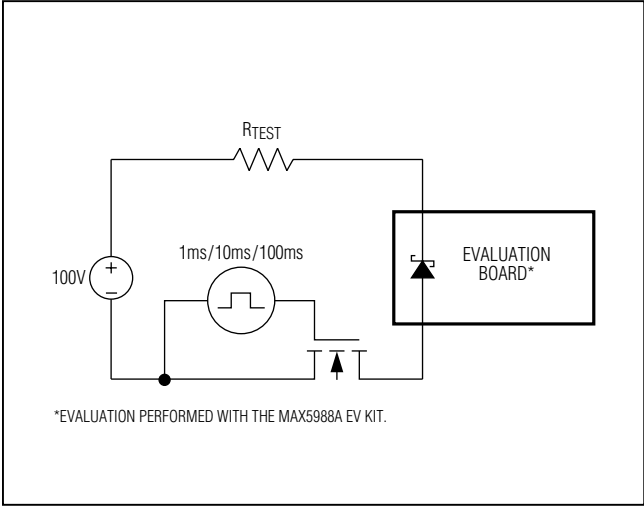 RTEST
1ms/10ms/100ms
100V
+
–
EVALUATION
BOARD*
*EVALUATION PERFORMED WITH THE MAX5988A EV KIT.